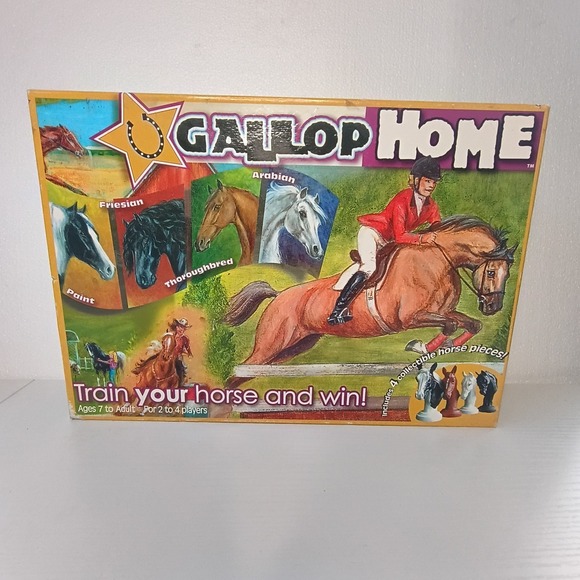 GALLOP HOME
TM
Arabian
Friesian
Thoroughbred
Paint
Includes 4 collectible horse pieces!
Train your horse and win!
Ages 7 to Adult For 2 to 4 players